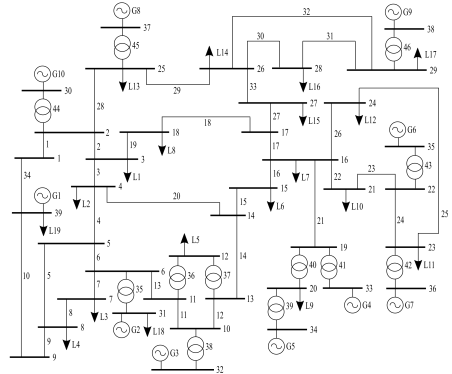 G8 32 G9
37 30 31 38
45 L14 46 L17
G10 25 26 28 29
30 L13 29 33 L16
44 28 27 24
18 27 L15 L12 G6
2 18 17 26 35
1 2 19 L8 17 43
1 3 16 23
34 3 L1 16 15 L7 22 21 22
G1 4 20 L6 L10
39 L2 15 21 24 25
L19 4 14
5 L5 12 19 23
10 5 6 6 36 37 14 40 41 42 L11
35 13 20 33 36
7 7 11 11 13 39 L9 G4 G7
8 31 12
8 L3 G2 L18 10 34
9 L4 G3 38 G5
9 32